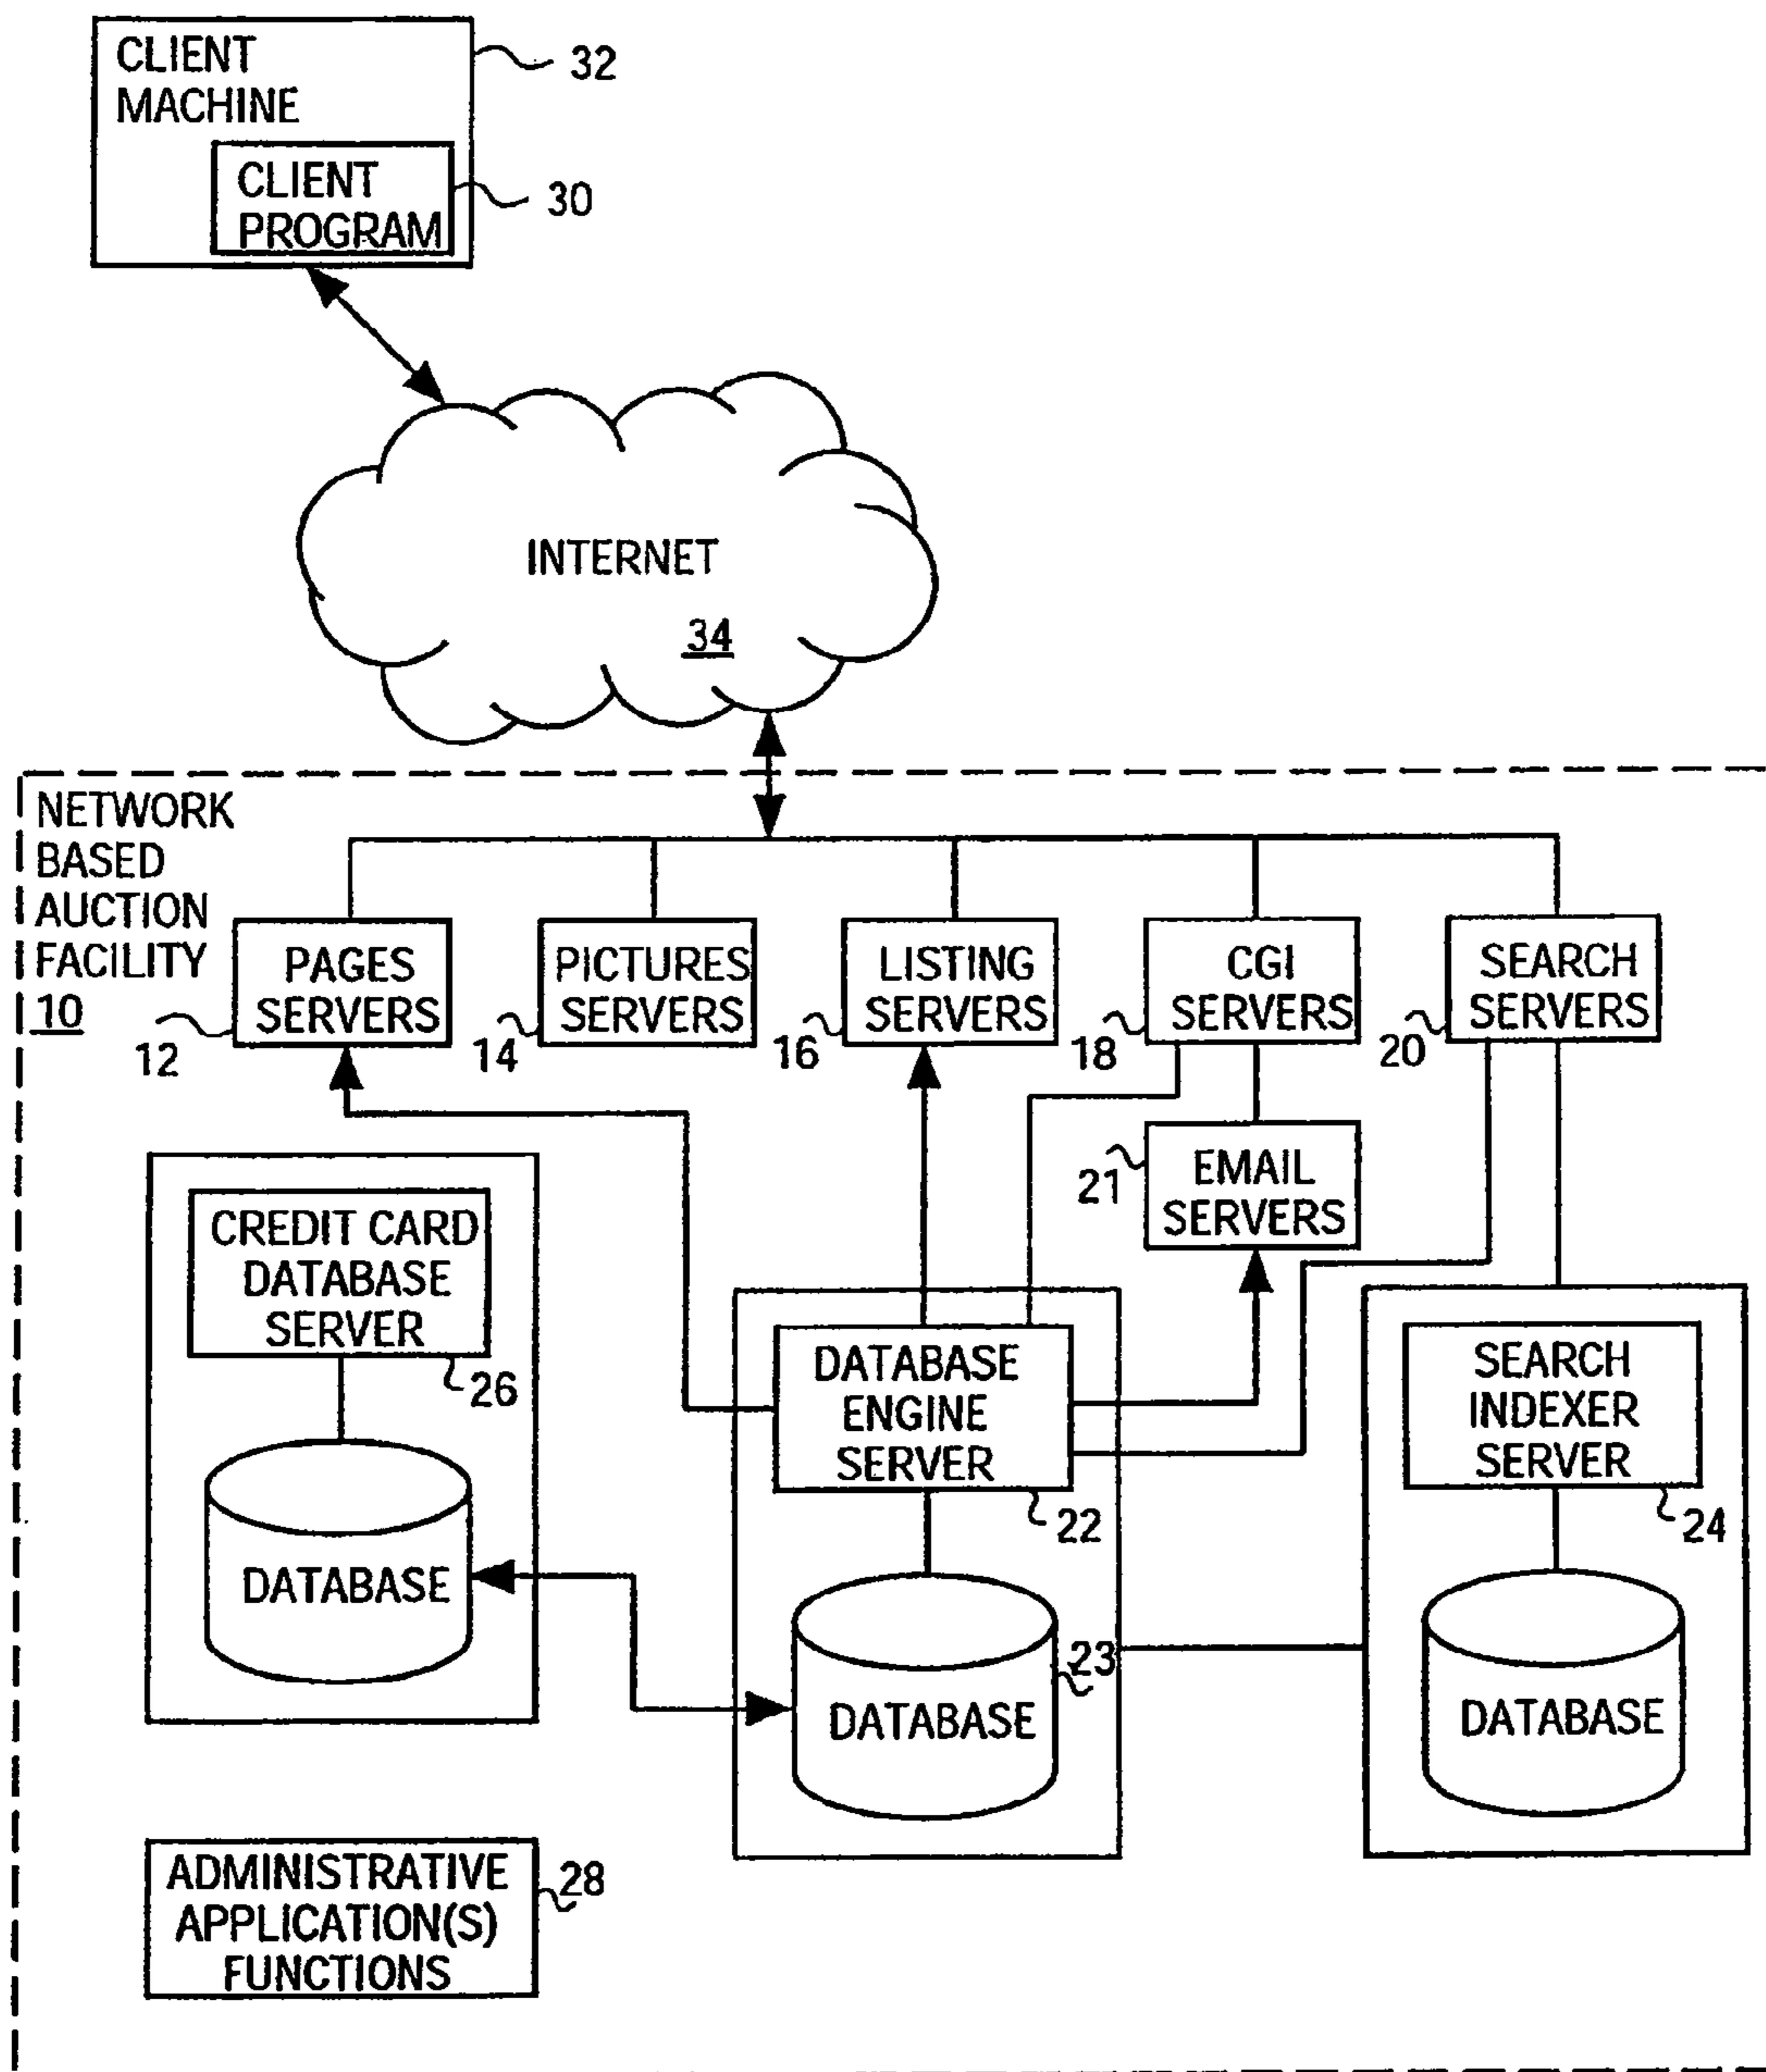 CLIENT
MACHINE
32
CLIENT
PROGRAM
30
INTERNET
34
NETWORK
BASED
AUCTION
FACILITY
10
PAGES
SERVERS
12
PICTURES
SERVERS
14
LISTING
SERVERS
16
CGI
SERVERS
18
SEARCH
SERVERS
20
EMAIL
SERVERS
21
CREDIT CARD
DATABASE
SERVER
26
DATABASE
DATABASE
ENGINE
SERVER
22
DATABASE
23
SEARCH
INDEXER
SERVER
24
DATABASE
ADMINISTRATIVE
APPLICATION(S)
FUNCTIONS
28